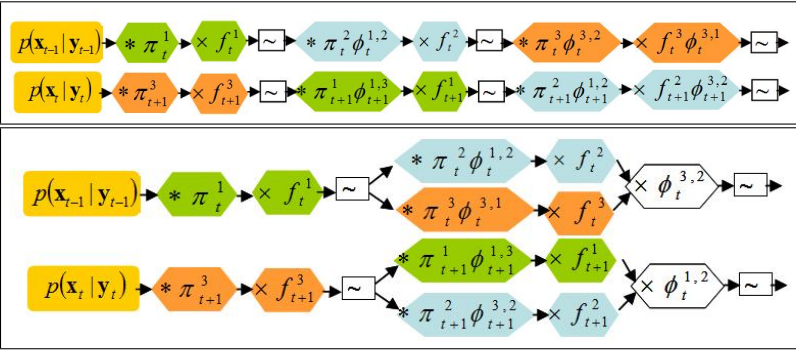 p(x_{t-1} | y_{t-1}) * π_t^1 × f_t^1 ~ * π_t^2 φ_t^{1,2} × f_t^2 ~ * π_t^3 φ_t^{3,2} × f_t^3 φ_t^{3,1} ~
p(x_t | y_t) * π_{t+1}^3 × f_{t+1}^3 ~ * π_{t+1}^1 φ_{t+1}^{1,3} × f_{t+1}^1 ~ * π_{t+1}^2 φ_{t+1}^{1,2} × f_{t+1}^2 φ_{t+1}^{3,2} ~
* π_t^2 φ_t^{1,2} × f_t^2
p(x_{t-1} | y_{t-1}) * π_t^1 × f_t^1 ~ × φ_t^{3,2} ~
* π_t^3 φ_t^{3,1} × f_t^3
* π_{t+1}^1 φ_{t+1}^{1,3} × f_{t+1}^1
p(x_t | y_t) * π_{t+1}^3 × f_{t+1}^3 ~ × φ_t^{1,2} ~
* π_{t+1}^2 φ_{t+1}^{3,2} × f_{t+1}^2